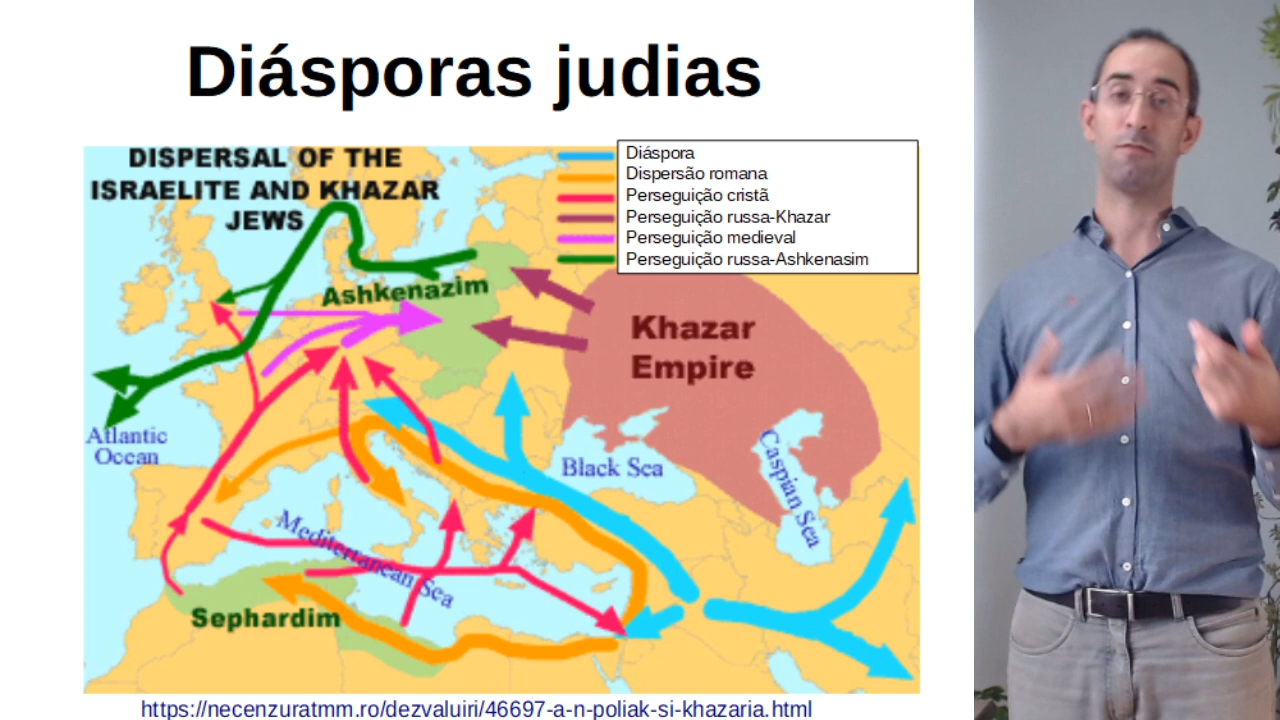 Diásporas judias
DISPERSAL OF THE
ISRAELITE AND KHAZAR
JEWS
Diáspora
Dispersão romana
Perseguição cristã
Perseguição russa-Khazar
Perseguição medieval
Perseguição russa-Ashkenasim
Ashkenazim
Khazar
Empire
Atlantic
Ocean
Black Sea
Caspian Sea
Mediterranean Sea
Sephardim
https://necenzuratmm.ro/dezvaluiri/46697-a-n-poliak-si-khazaria.html